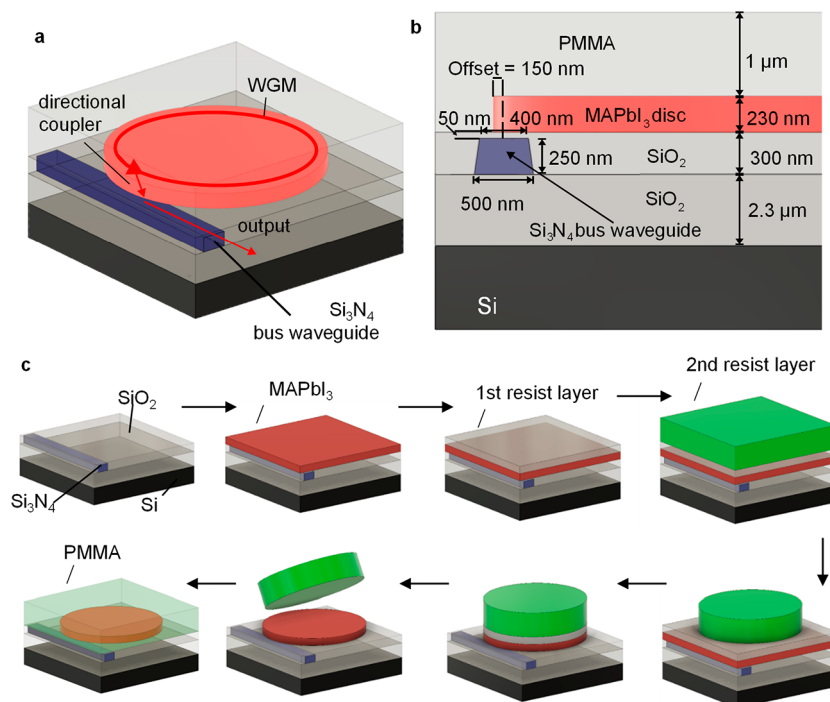 a
WGM
directional
coupler
output
Si₃N₄
bus waveguide
b
PMMA
1 µm
Offset = 150 nm
50 nm
400 nm
MAPbI₃ disc
230 nm
250 nm
SiO₂
300 nm
500 nm
SiO₂
2.3 µm
Si₃N₄ bus waveguide
Si
c
SiO₂
MAPbI₃
1st resist layer
2nd resist layer
Si₃N₄
Si
PMMA